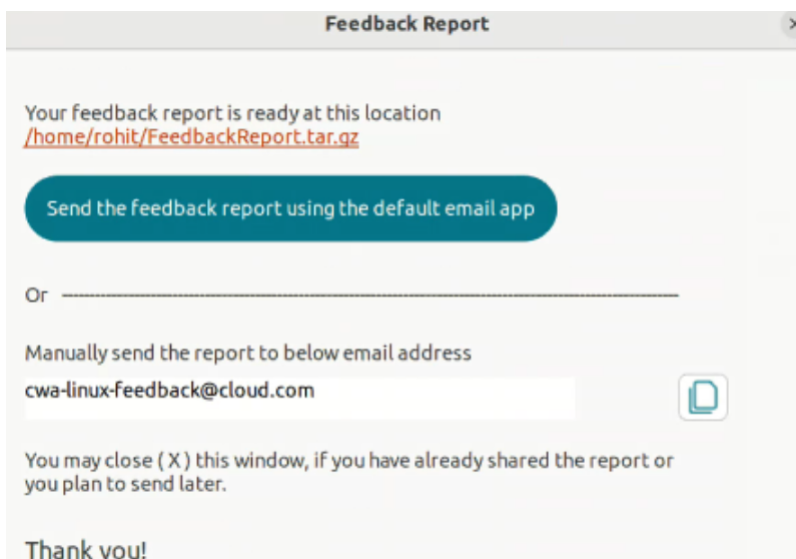 Feedback Report
Your feedback report is ready at this location
/home/rohit/FeedbackReport.tar.gz
Send the feedback report using the default email app
Or
Manually send the report to below email address
cwa-linux-feedback@cloud.com
You may close ( X ) this window, if you have already shared the report or
you plan to send later.
Thank you!